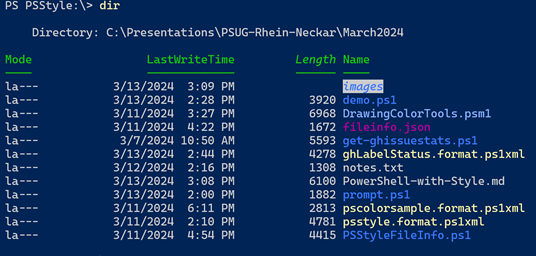 PS PSStyle:\> dir
Directory: C:\Presentations\PSUG-Rhein-Neckar\March2024
Mode LastWriteTime Length Name
la--- 3/13/2024 3:09 PM images
la--- 3/13/2024 2:28 PM 3920 demo.ps1
la--- 3/11/2024 3:27 PM 6968 DrawingColorTools.psm1
la--- 3/11/2024 4:22 PM 1672 fileinfo.json
la--- 3/7/2024 10:50 AM 5593 get-ghissuestats.ps1
la--- 3/13/2024 2:44 PM 4278 ghLabelStatus.format.ps1xml
la--- 3/12/2024 2:16 PM 1308 notes.txt
la--- 3/13/2024 3:08 PM 6100 PowerShell-with-Style.md
la--- 3/13/2024 2:00 PM 1882 prompt.ps1
la--- 3/11/2024 6:11 PM 2813 pscolorsample.format.ps1xml
la--- 3/11/2024 2:10 PM 4781 psstyle.format.ps1xml
la--- 3/11/2024 4:54 PM 4415 PSStyleFileInfo.ps1